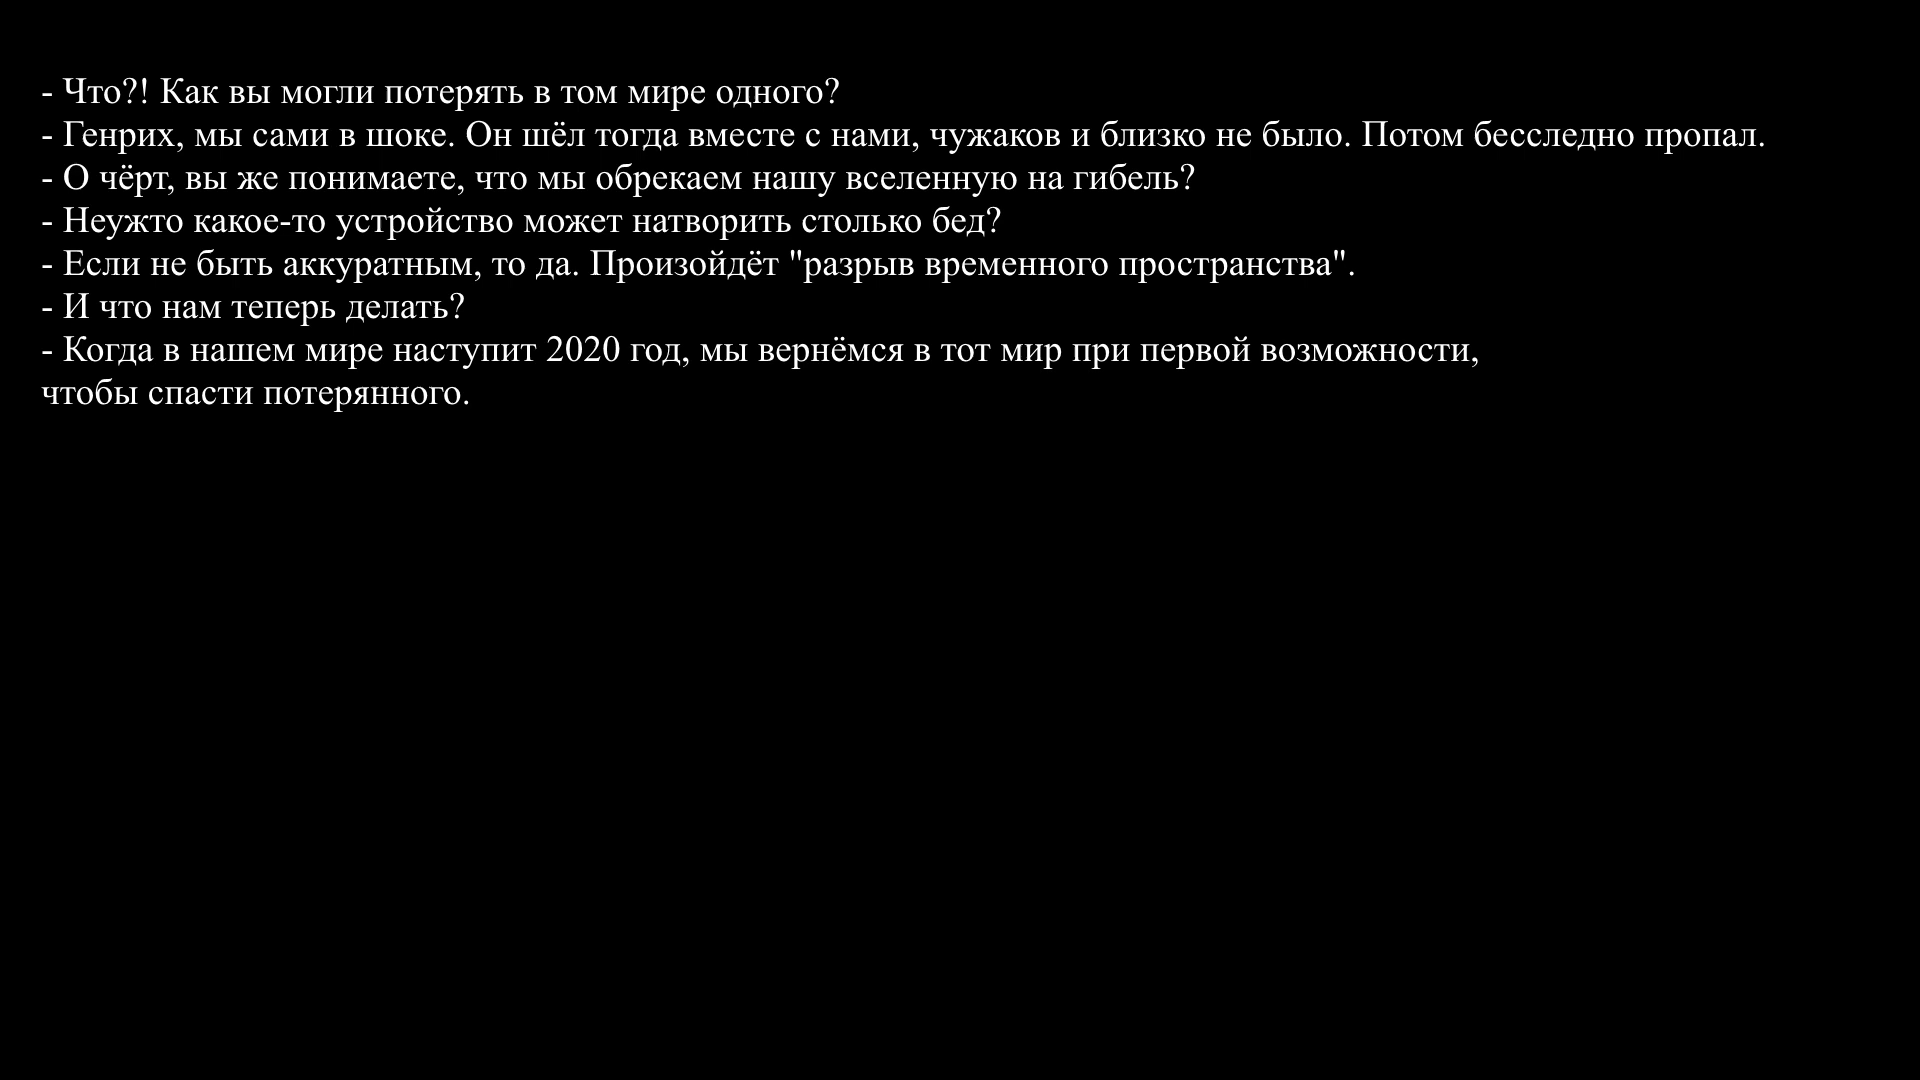 - Что?! Как вы могли потерять в том мире одного?
- Генрих, мы сами в шоке. Он шёл тогда вместе с нами, чужаков и близко не было. Потом бесследно пропал.
- О чёрт, вы же понимаете, что мы обрекаем нашу вселенную на гибель?
- Неужто какое-то устройство может натворить столько бед?
- Если не быть аккуратным, то да. Произойдёт "разрыв временного пространства".
- И что нам теперь делать?
- Когда в нашем мире наступит 2020 год, мы вернёмся в тот мир при первой возможности,
чтобы спасти потерянного.